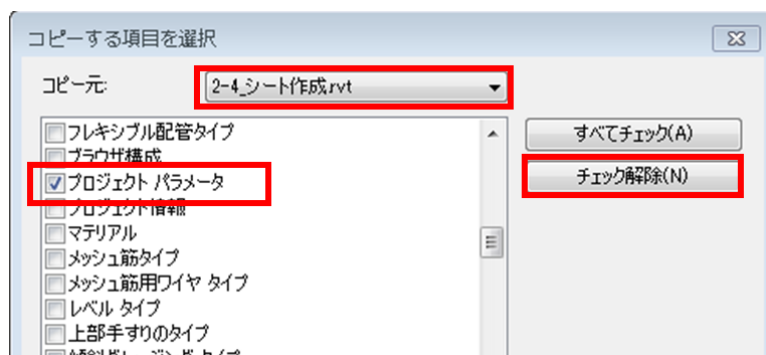 コピーする項目を選択
コピー元:
2-4_シート作成.rvt
フレキシブル配管タイプ
ブラウザ構成
プロジェクト パラメータ
プロジェクト情報
マテリアル
メッシュ筋タイプ
メッシュ筋用ワイヤ タイプ
レベル タイプ
上部手すりのタイプ
すべてチェック(A)
チェック解除(N)